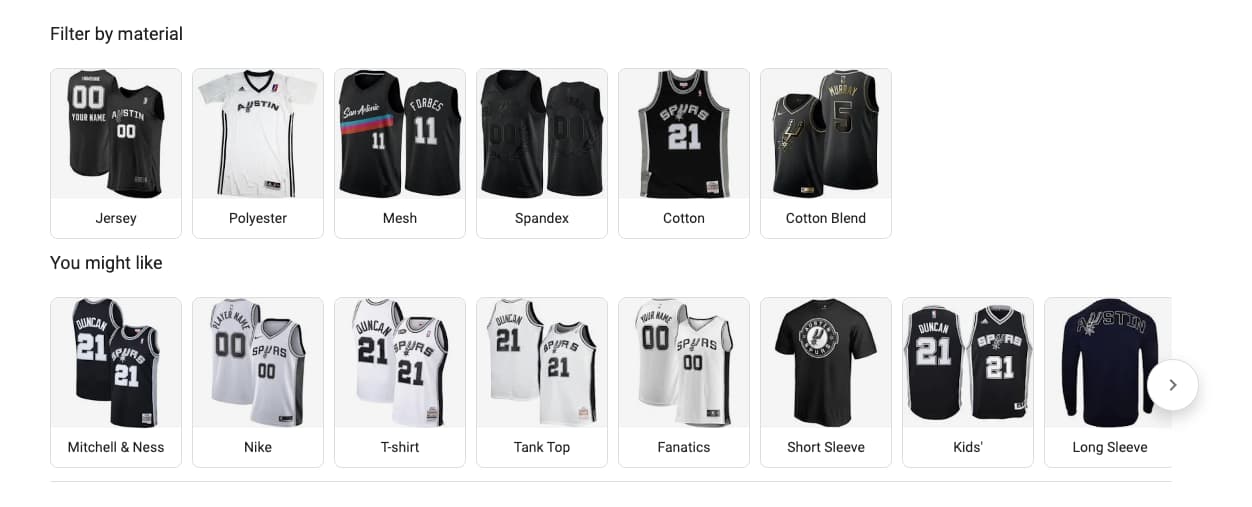 Filter by material
00
YOUR NAME
AUSTIN
00
Jersey
AUSTIN
Polyester
San Antonio
11
FORBES
11
Mesh
Spandex
SPURS
21
Cotton
MURRAY
5
Cotton Blend
You might like
DUNCAN
21
SPURS
21
Mitchell & Ness
PLAYER NAME
00
SPURS
00
Nike
DUNCAN
21
SPURS
21
T-shirt
DUNCAN
21
SPURS
21
Tank Top
YOUR NAME
00
SPURS
00
Fanatics
AUSTIN
SPURS
Short Sleeve
DUNCAN
21
SPURS
21
Kids'
AUSTIN
Long Sleeve